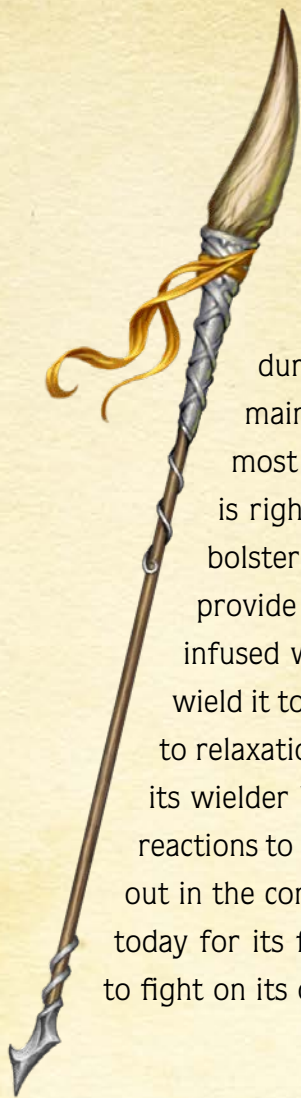 dur
main
most
is righ
bolster
provide
infused w
wield it to
to relaxatio
its wielder
reactions to
out in the cor
today for its f
to fight on its c